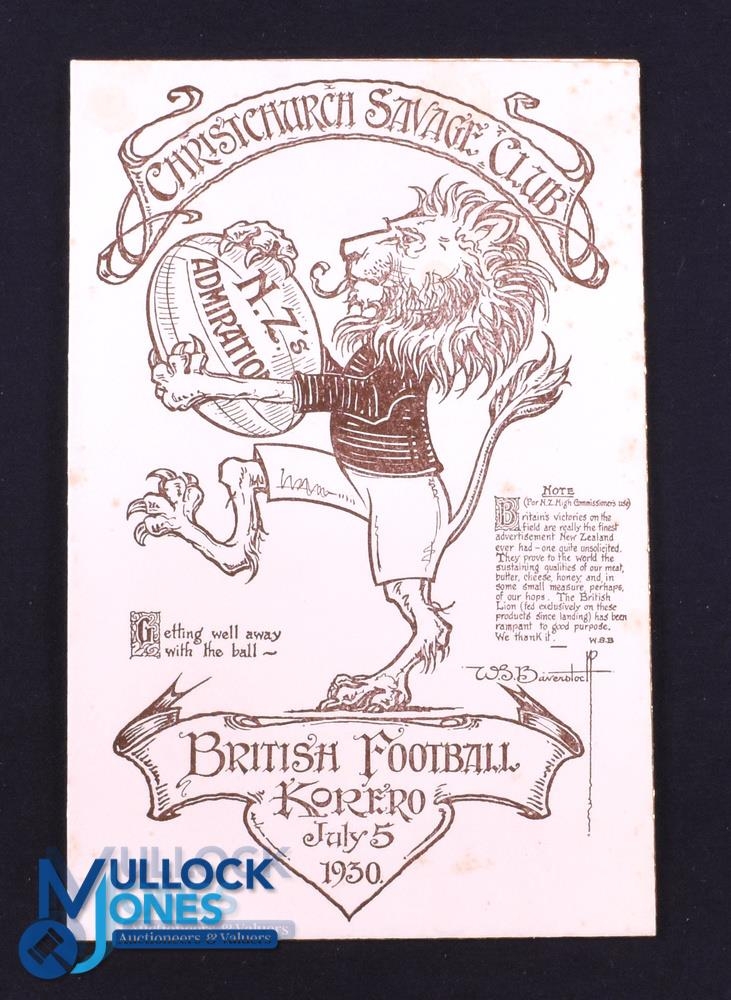 CHRISTCHURCH SAVAGE CLUB
N.Z's
ADMIRATION
NOTE
(For N.Z. High Commissioner's use)
Britain's victories on the
field are really the finest
advertisement New Zealand
ever had – one quite unsolicited.
They prove to the world the
sustaining qualities of our meat,
butter, cheese, honey, and, in
some small measure, perhaps,
of our hops. The British
Lion (fed exclusively on these
products since landing) has been
rampant to good purpose.
We thank it. — W.S.B
Getting well away
with the ball ~
W.S. Baverstock
BRITISH FOOTBALL
KORERO
July 5
1930.
MULLOCK
JONES
Auctioneers & Valuers